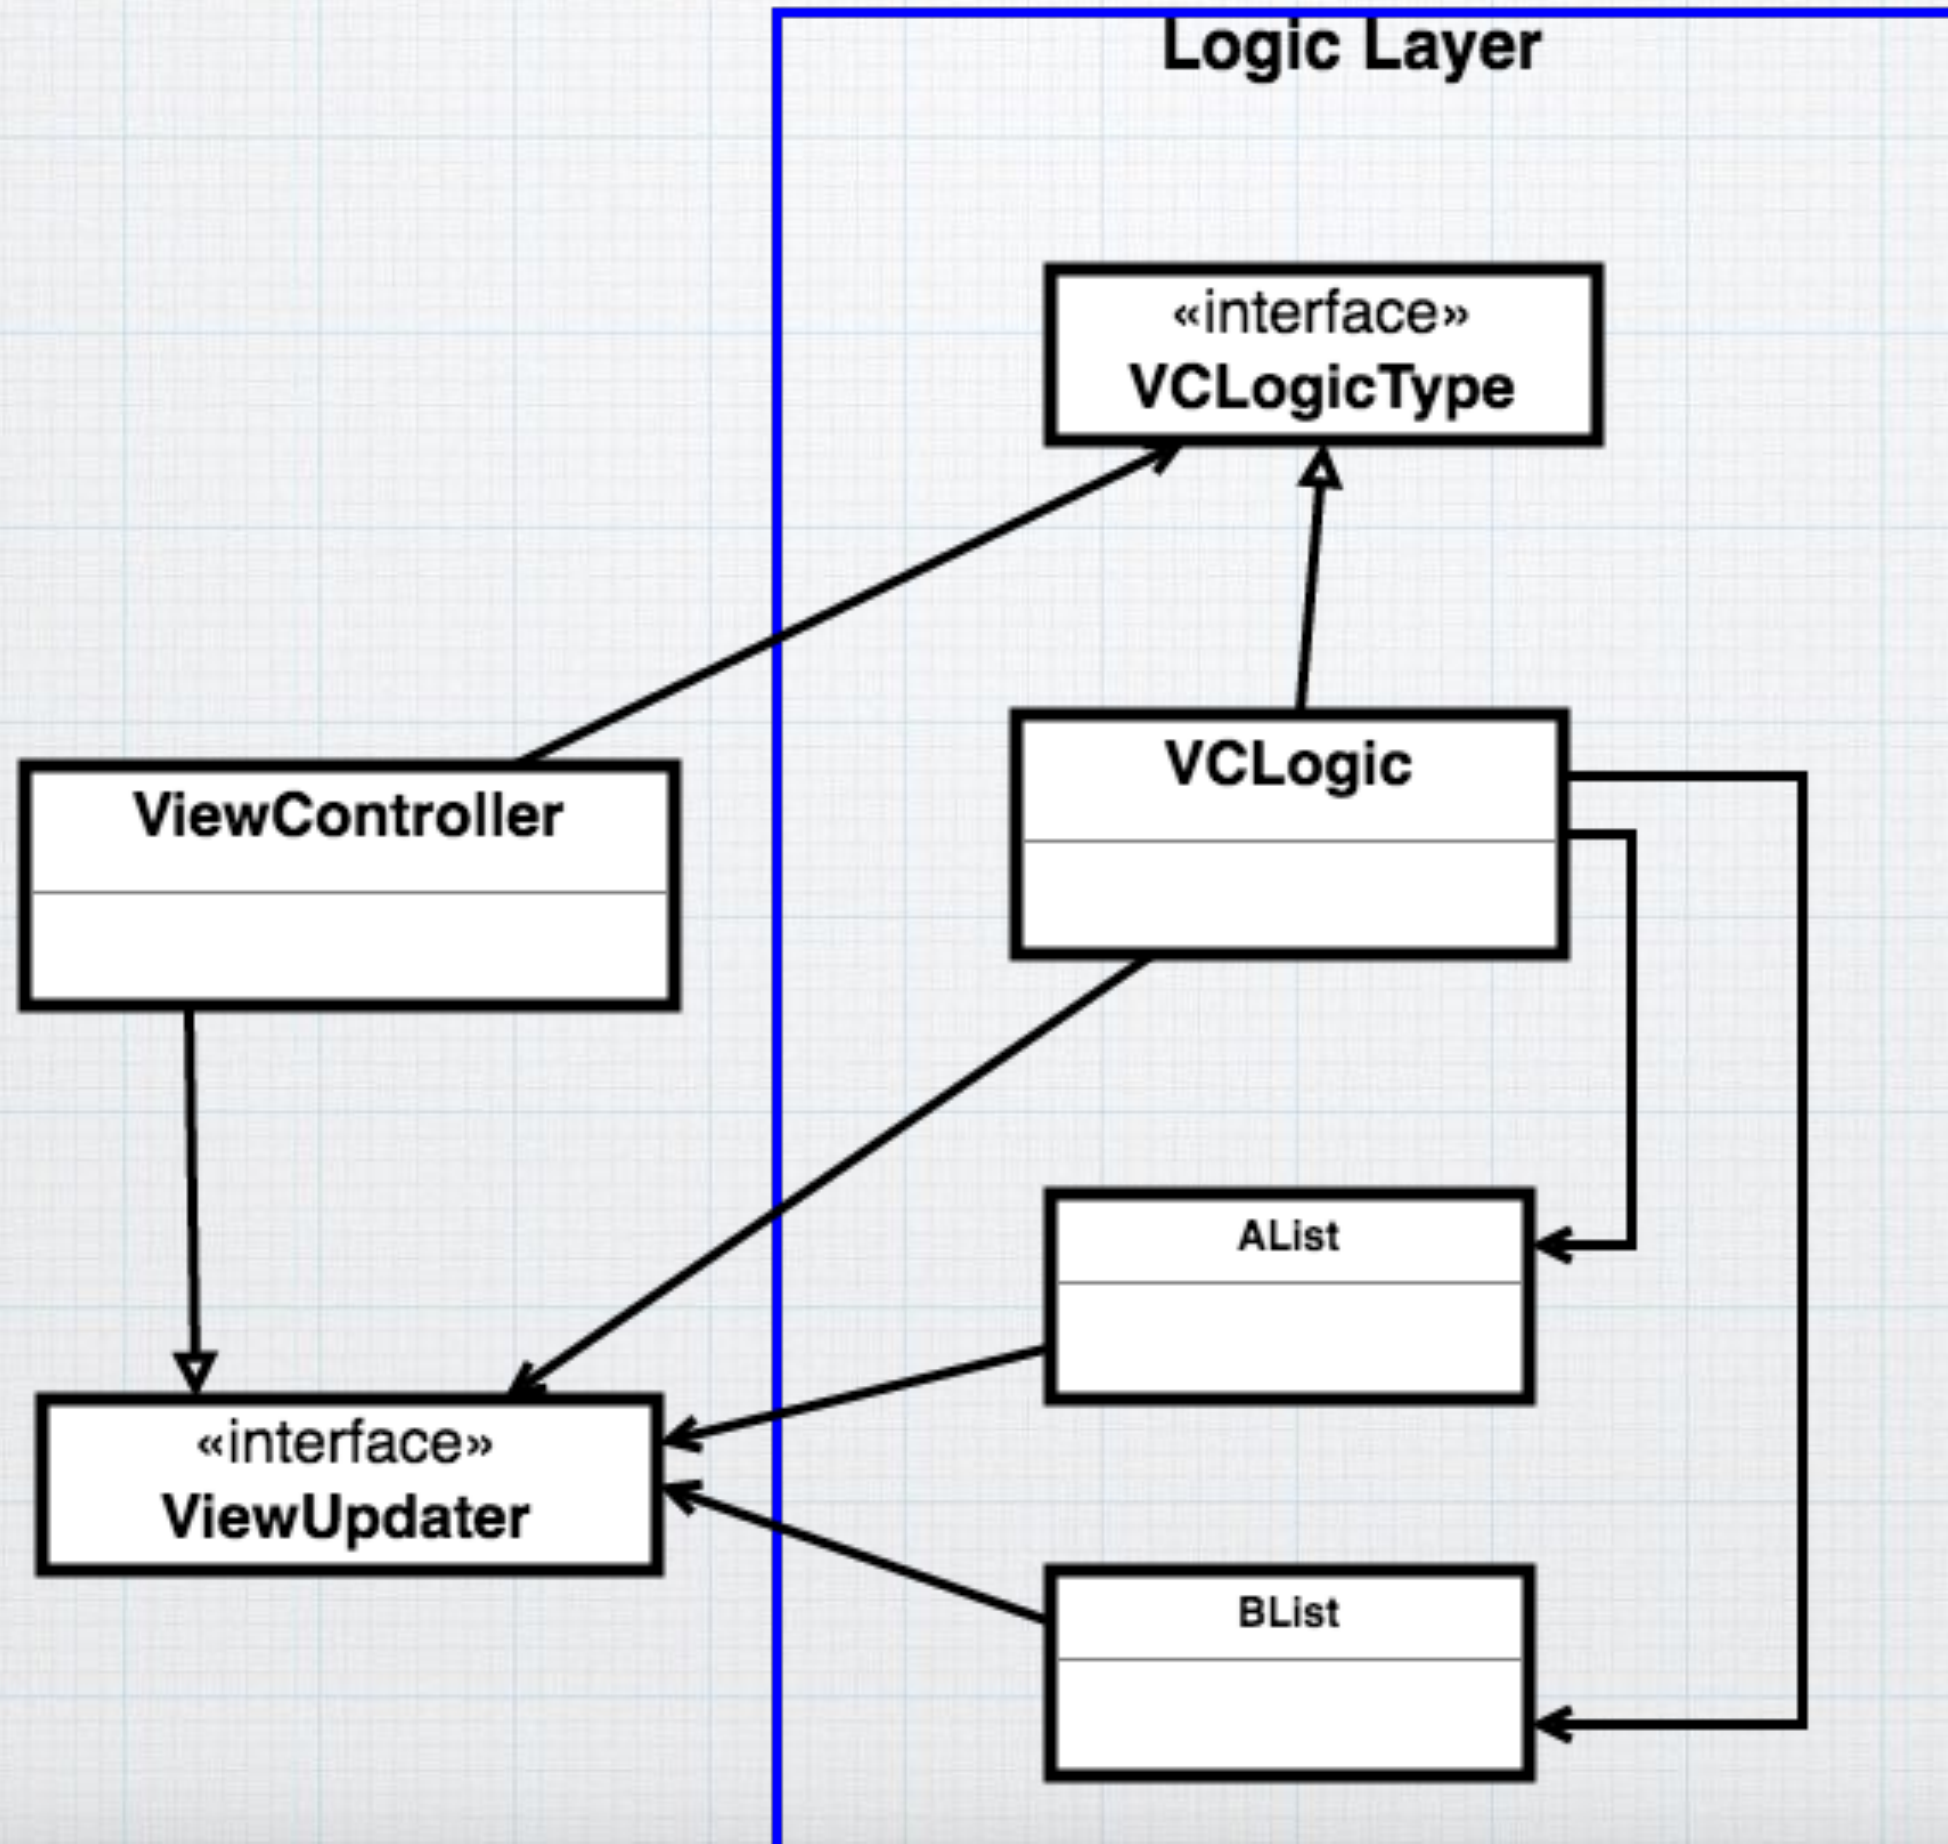 Logic Layer
«interface»
VCLogicType
VCLogic
ViewController
AList
«interface»
ViewUpdater
BList